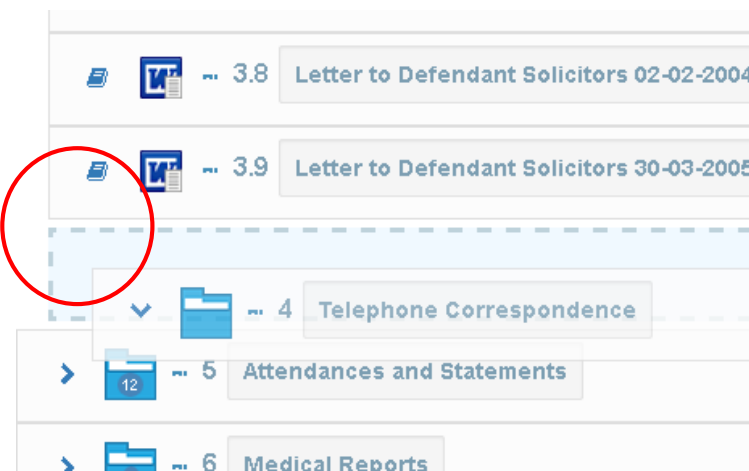 3.8 Letter to Defendant Solicitors 02-02-2004
3.9 Letter to Defendant Solicitors 30-03-2005
4 Telephone Correspondence
12 5 Attendances and Statements
6 Medical Reports